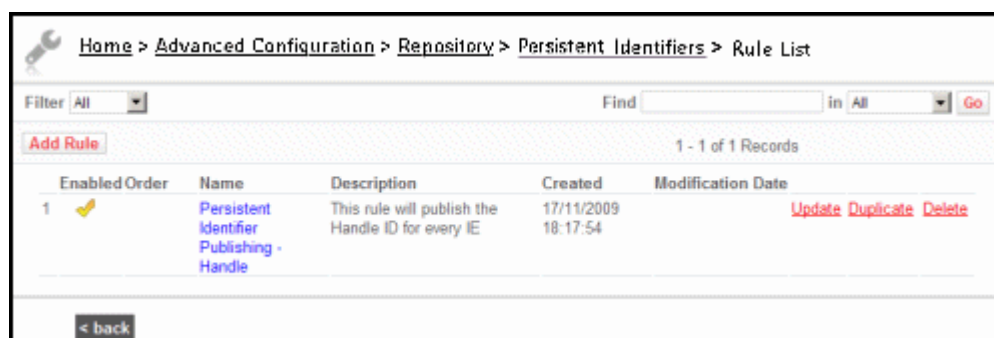 Home > Advanced Configuration > Repository > Persistent Identifiers > Rule List
Filter All Find in All Go
Add Rule 1 - 1 of 1 Records
Enabled Order Name Description Created Modification Date
1 Persistent This rule will publish the 17/11/2009 Update Duplicate Delete
Identifier Handle ID for every IE 18:17:54
Publishing -
Handle
< back